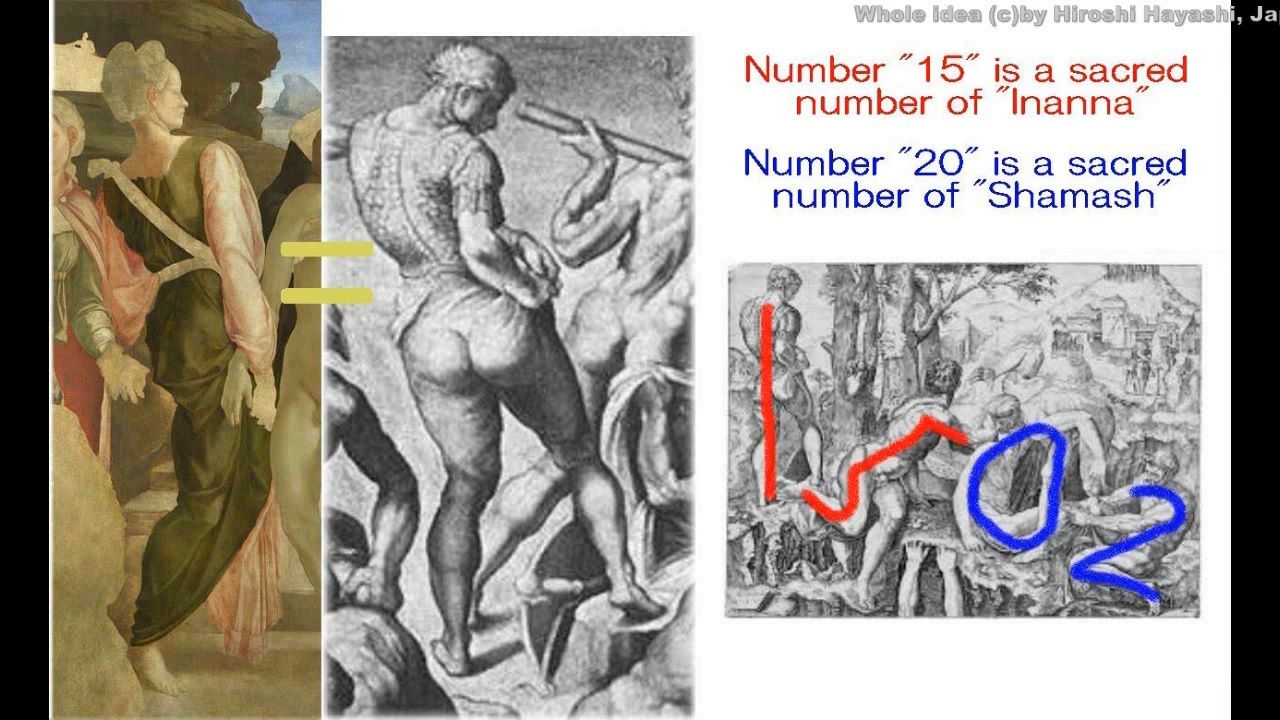 Whole idea (c)by Hiroshi Hayashi, Ja
Number "15" is a sacred
number of "Inanna"
Number "20" is a sacred
number of "Shamash"